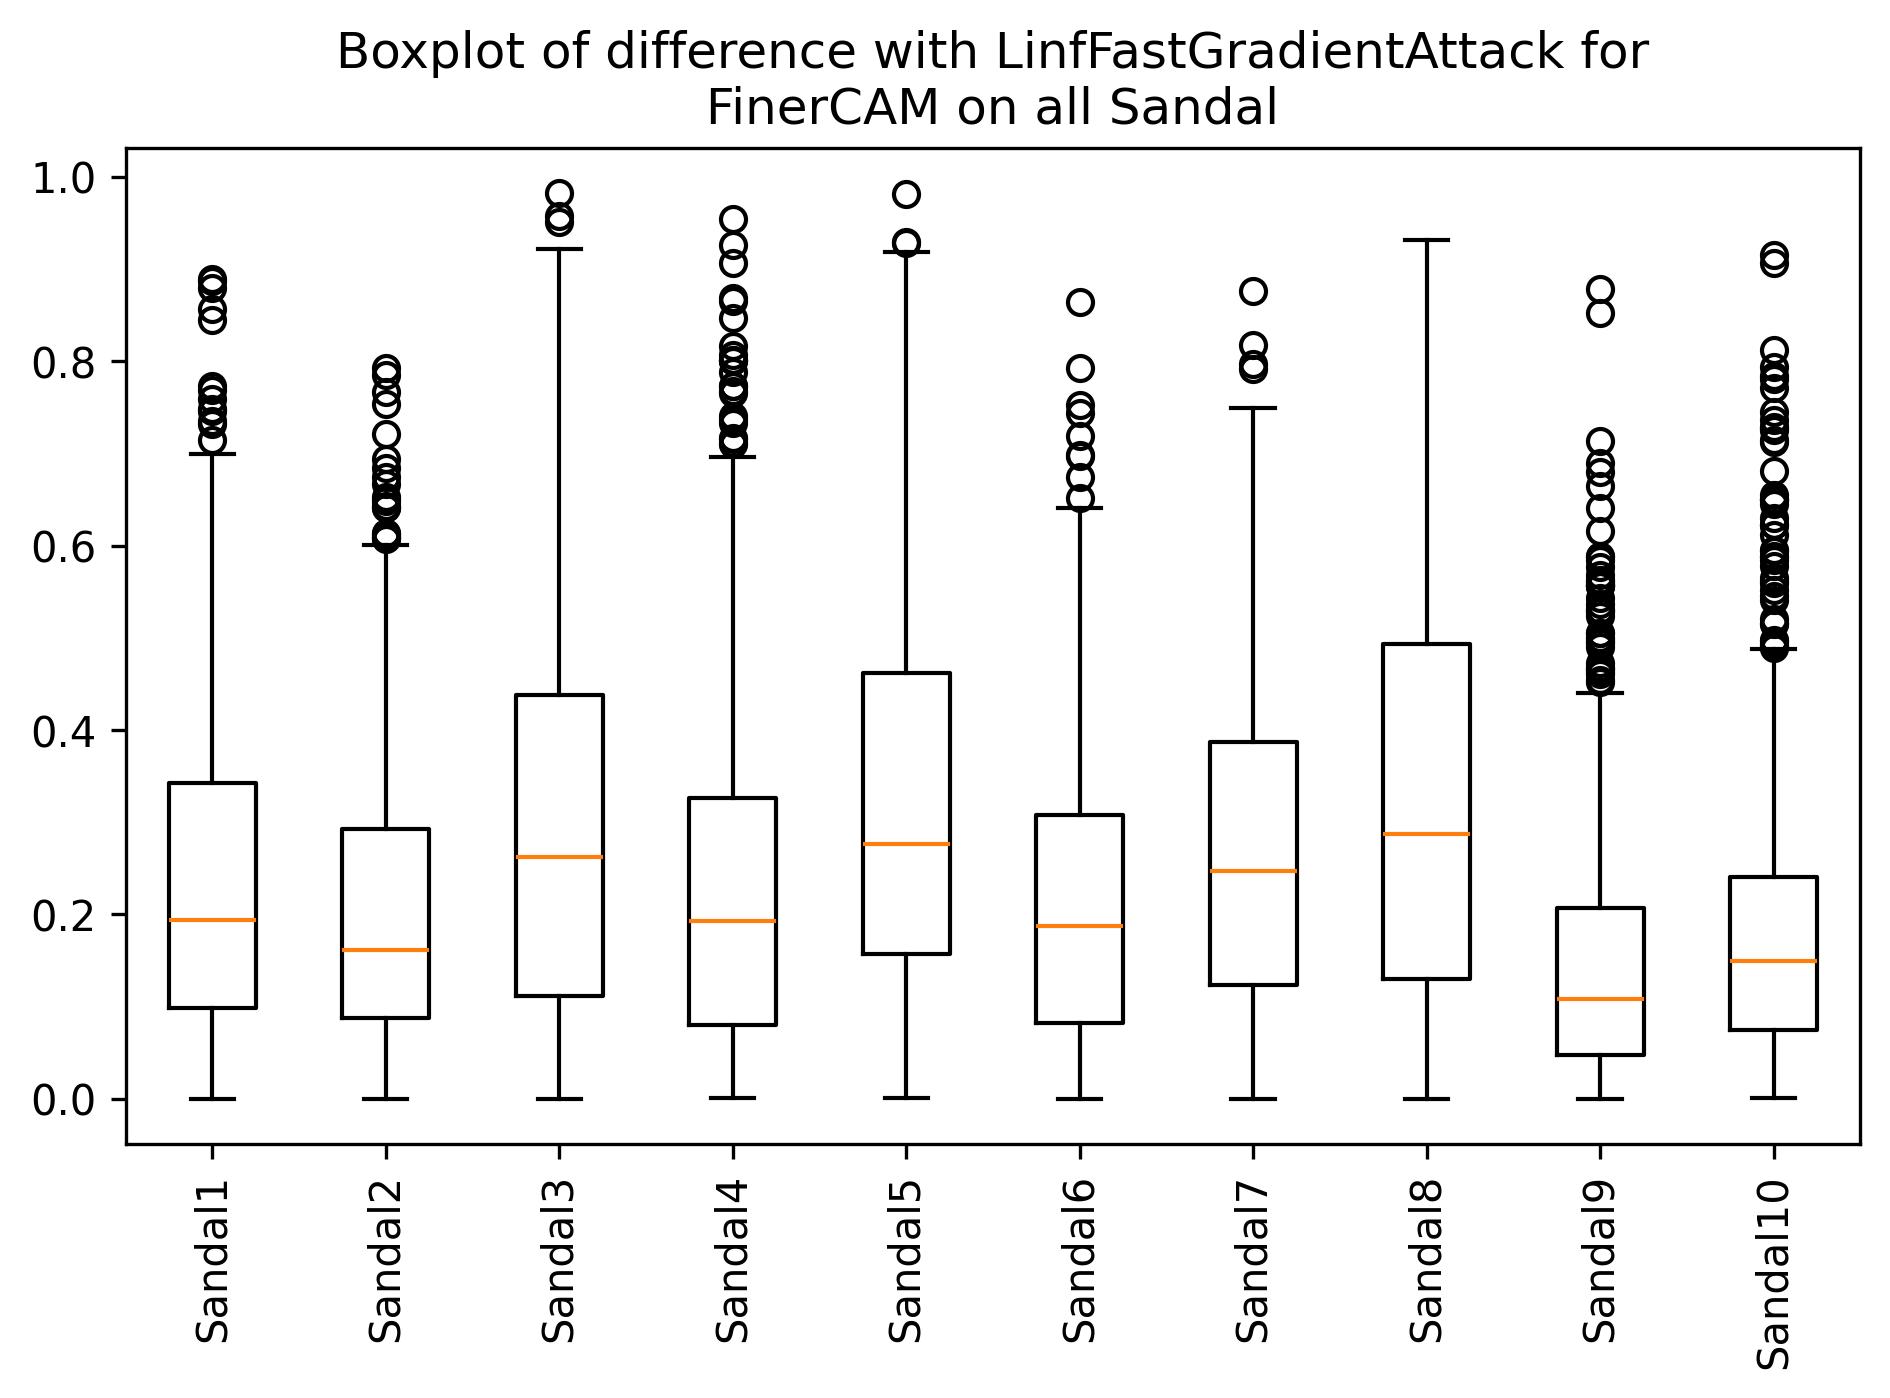 Boxplot of difference with LinfFastGradientAttack for
FinerCAM on all Sandal
1.0
0.8
0.6
0.4
0.2
0.0
Sandal1
Sandal2
Sandal3
Sandal4
Sandal5
Sandal6
Sandal7
Sandal8
Sandal9
Sandal10